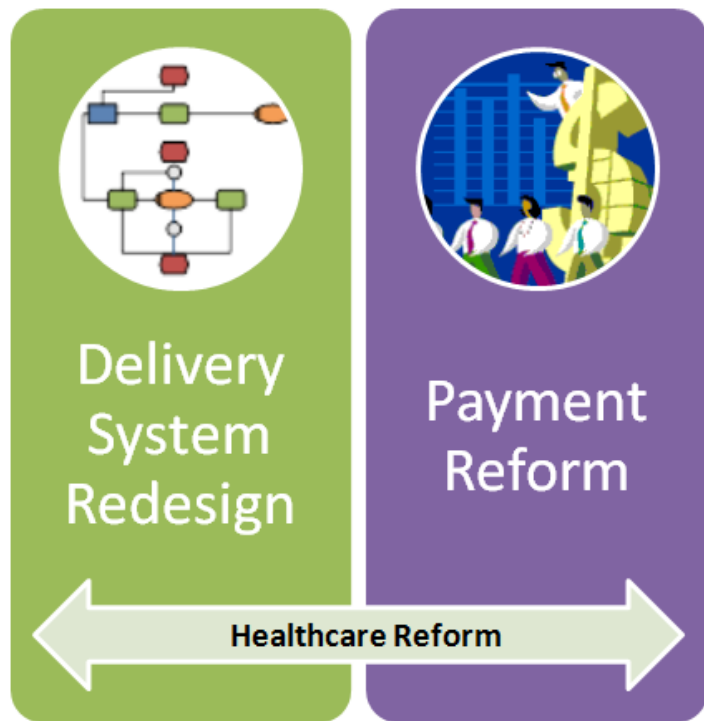 Delivery
System
Redesign
Payment
Reform
Healthcare Reform